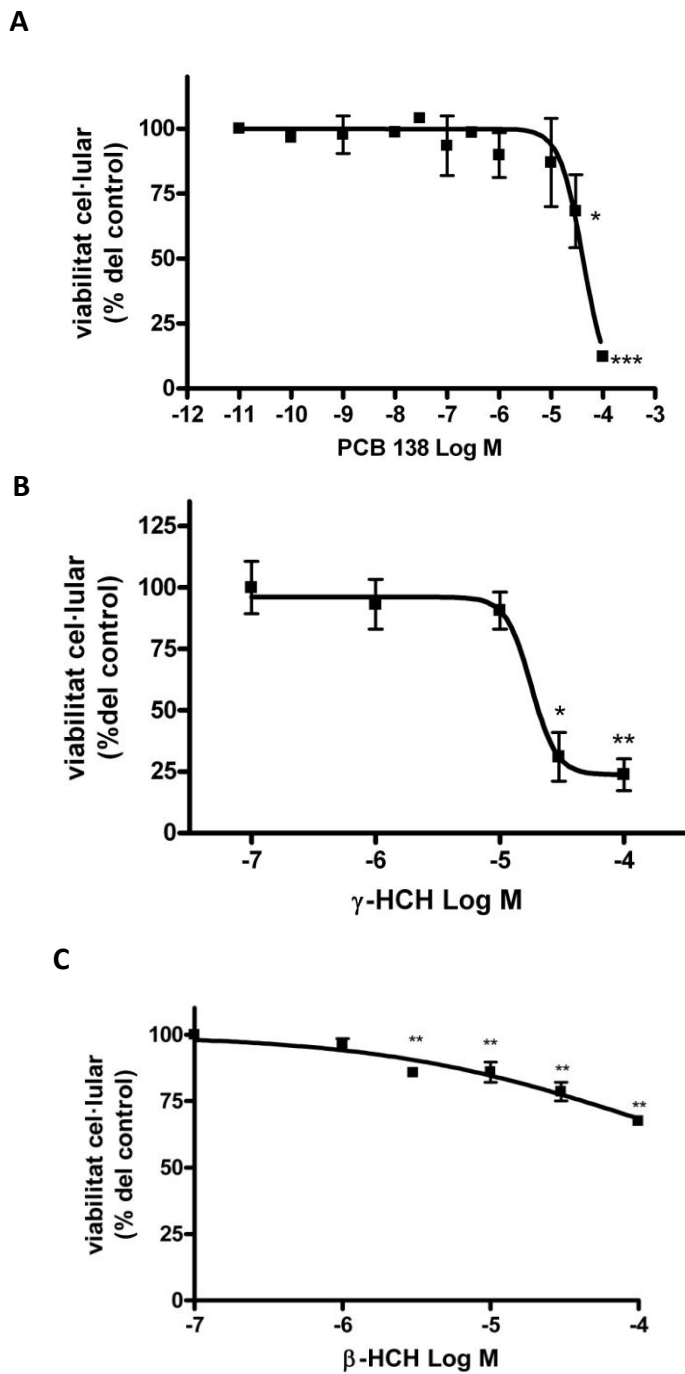 A
viabilitat cel·lular
(% del control)
100
75
50
25
0
*
***
-12 -11 -10 -9 -8 -7 -6 -5 -4 -3
PCB 138 Log M
B
viabilitat cel·lular
(%del control)
125
100
75
50
25
0
*
**
-7 -6 -5 -4
γ-HCH Log M
C
viabilitat cel·lular
(% del control)
100
75
50
25
0
**
**
**
**
-7 -6 -5 -4
β-HCH Log M